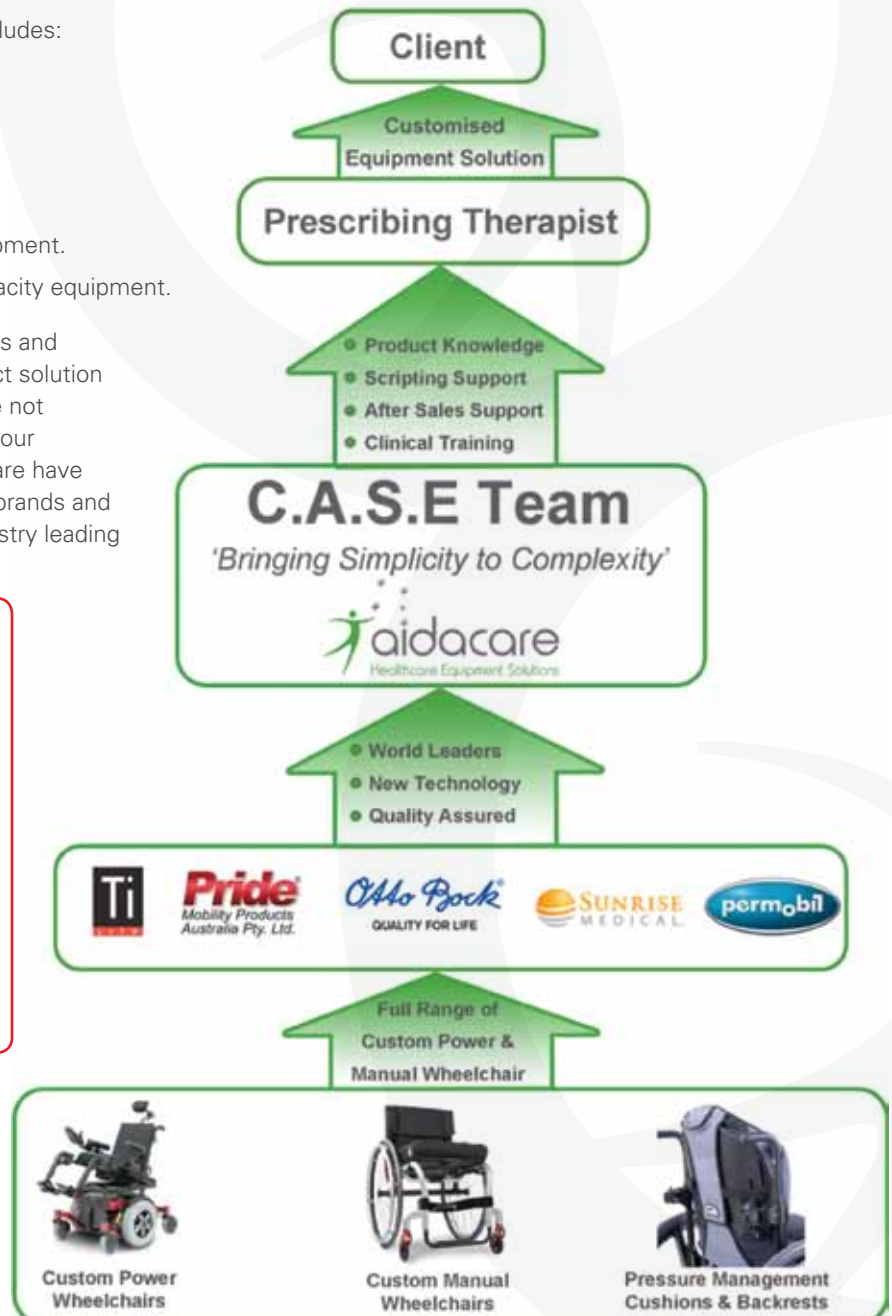 cludes:
pment.
acity equipment.
s and
ct solution
e not
our
are have
brands and
stry leading
Client
Customised
Equipment Solution
Prescribing Therapist
Product Knowledge
Scripting Support
After Sales Support
Clinical Training
C.A.S.E Team
'Bringing Simplicity to Complexity'
aidacare
Healthcare Equipment Solutions
World Leaders
New Technology
Quality Assured
Ti
Pride®
Mobility Products
Australia Pty. Ltd.
Otto Bock®
QUALITY FOR LIFE
SUNRISE
MEDICAL
permobil
Full Range of
Custom Power &
Manual Wheelchair
Custom Power
Wheelchairs
Custom Manual
Wheelchairs
Pressure Management
Cushions & Backrests